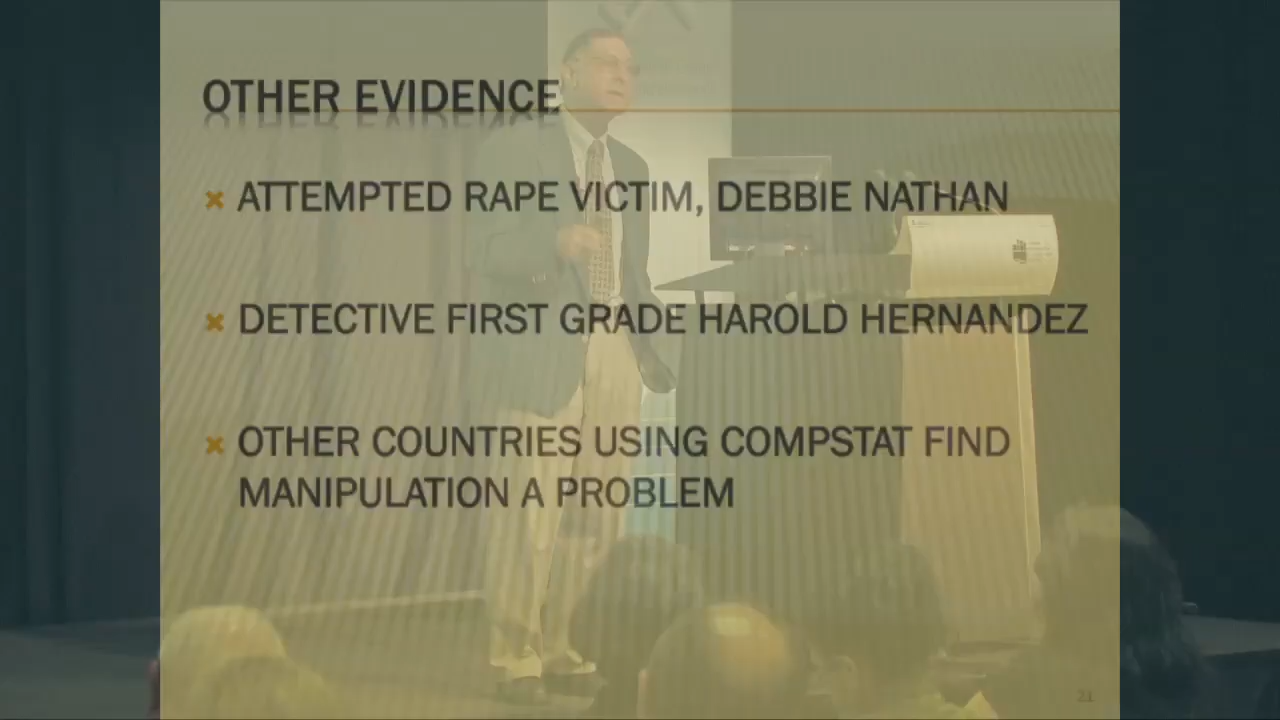 OTHER EVIDENCE
ATTEMPTED RAPE VICTIM, DEBBIE NATHAN
DETECTIVE FIRST GRADE HAROLD HERNANDEZ
OTHER COUNTRIES USING COMPSTAT FIND
MANIPULATION A PROBLEM
21